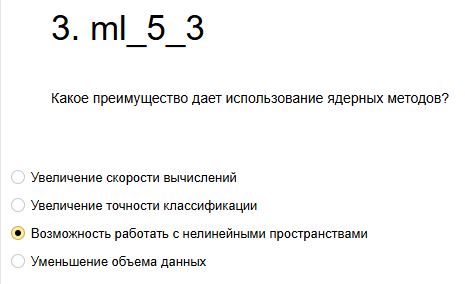 3. ml_5_3
Какое преимущество дает использование ядерных методов?
Увеличение скорости вычислений
Увеличение точности классификации
Возможность работать с нелинейными пространствами
Уменьшение объема данных